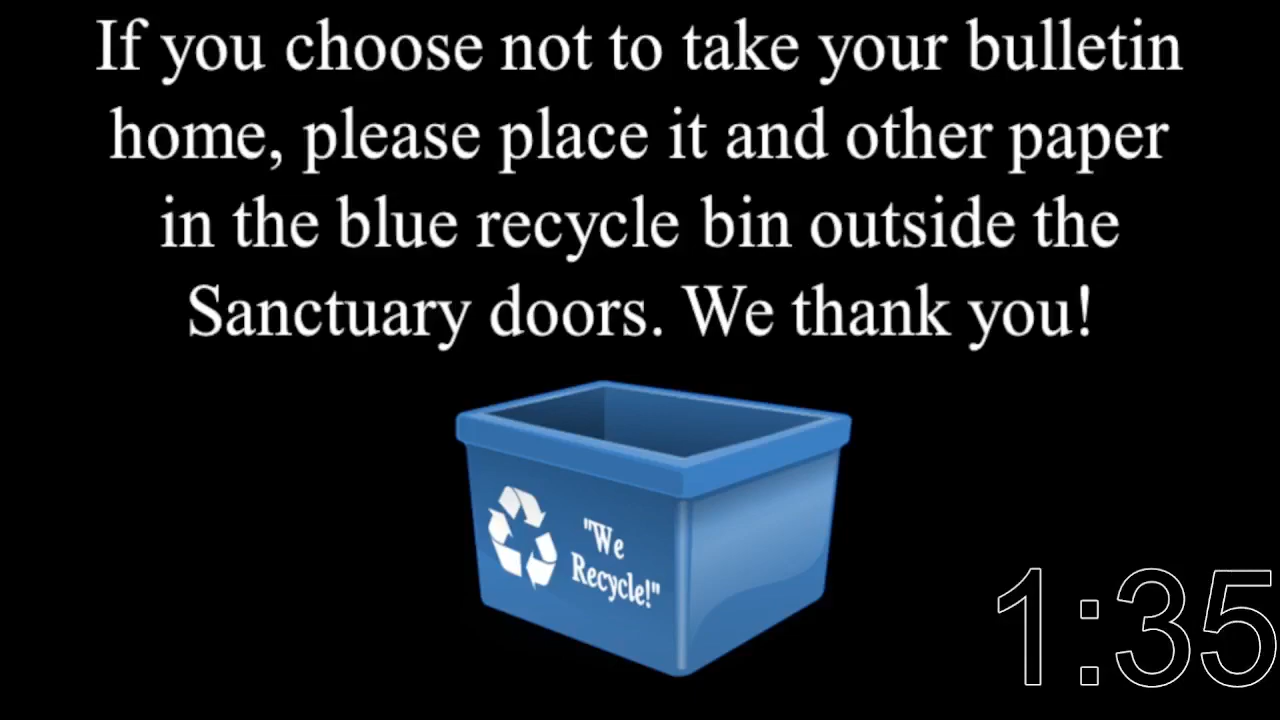 If you choose not to take your bulletin
home, please place it and other paper
in the blue recycle bin outside the
Sanctuary doors. We thank you!
"We
Recycle!"
1:35